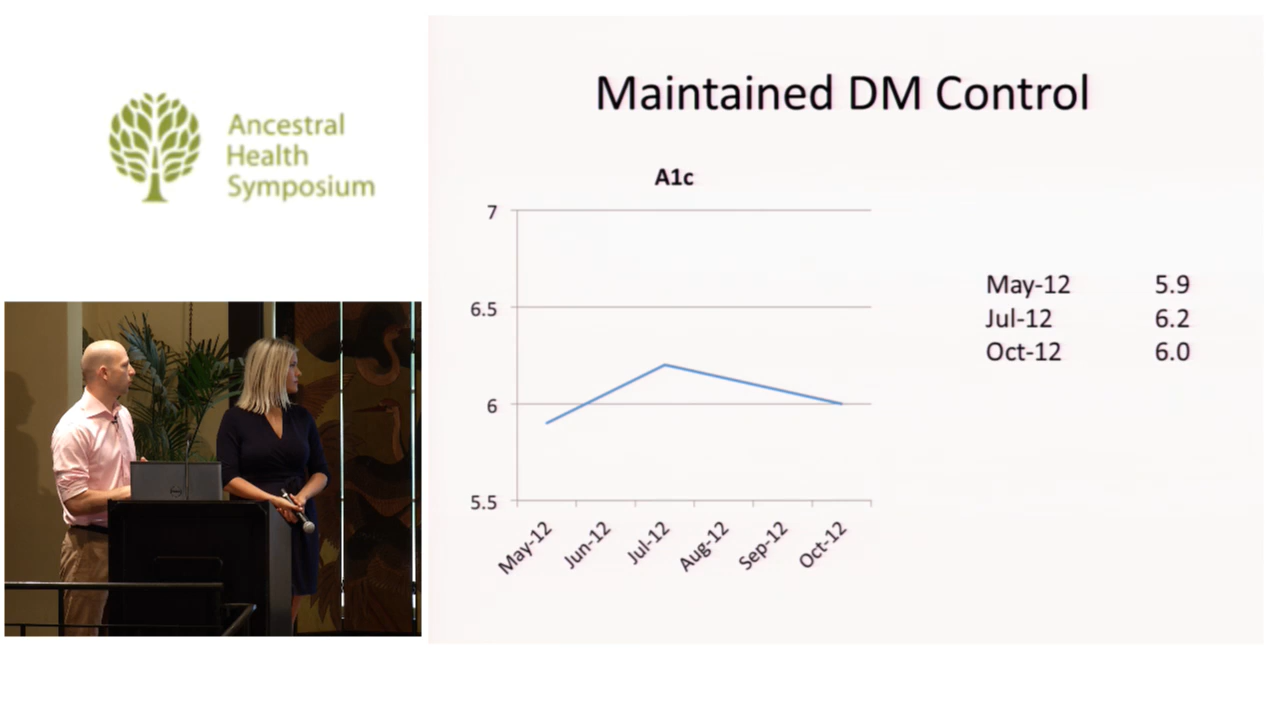 Ancestral
Health
Symposium
Maintained DM Control
A1c
7
6.5
6
5.5
May-12
Jun-12
Jul-12
Aug-12
Sep-12
Oct-12
May-12 5.9
Jul-12 6.2
Oct-12 6.0